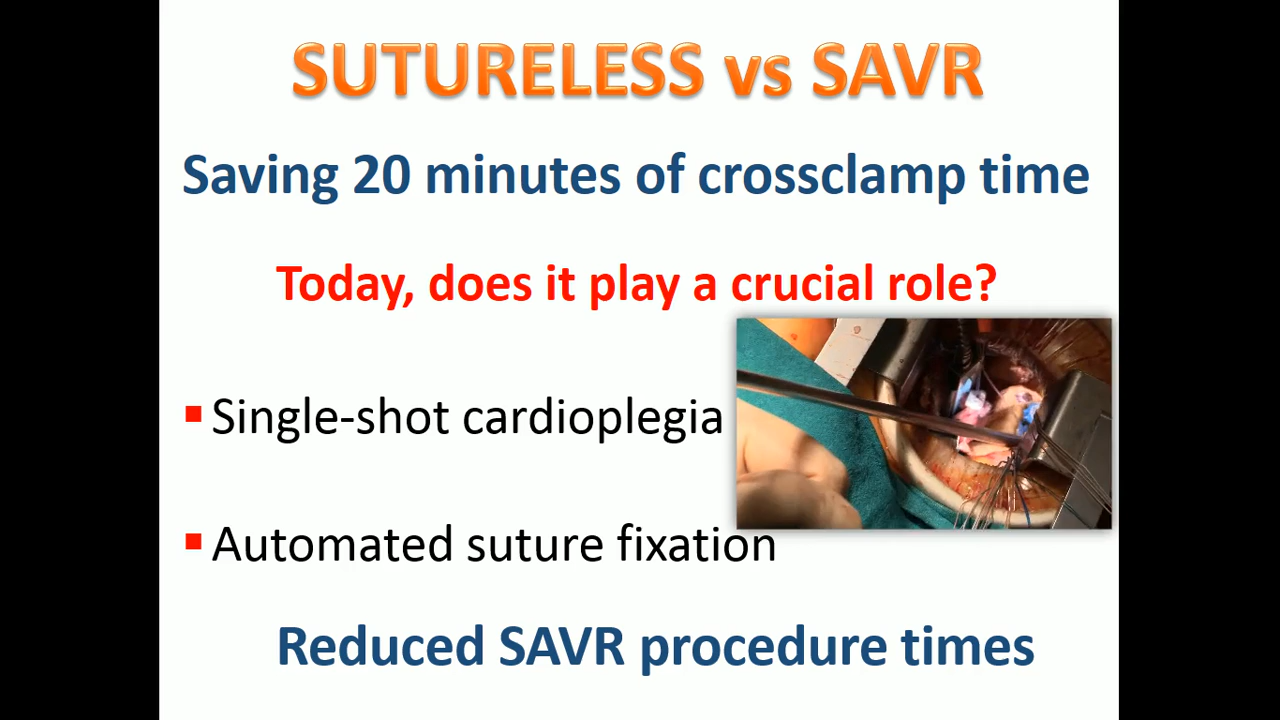 SUTURELESS vs SAVR
Saving 20 minutes of crossclamp time
Today, does it play a crucial role?
Single-shot cardioplegia
Automated suture fixation
Reduced SAVR procedure times